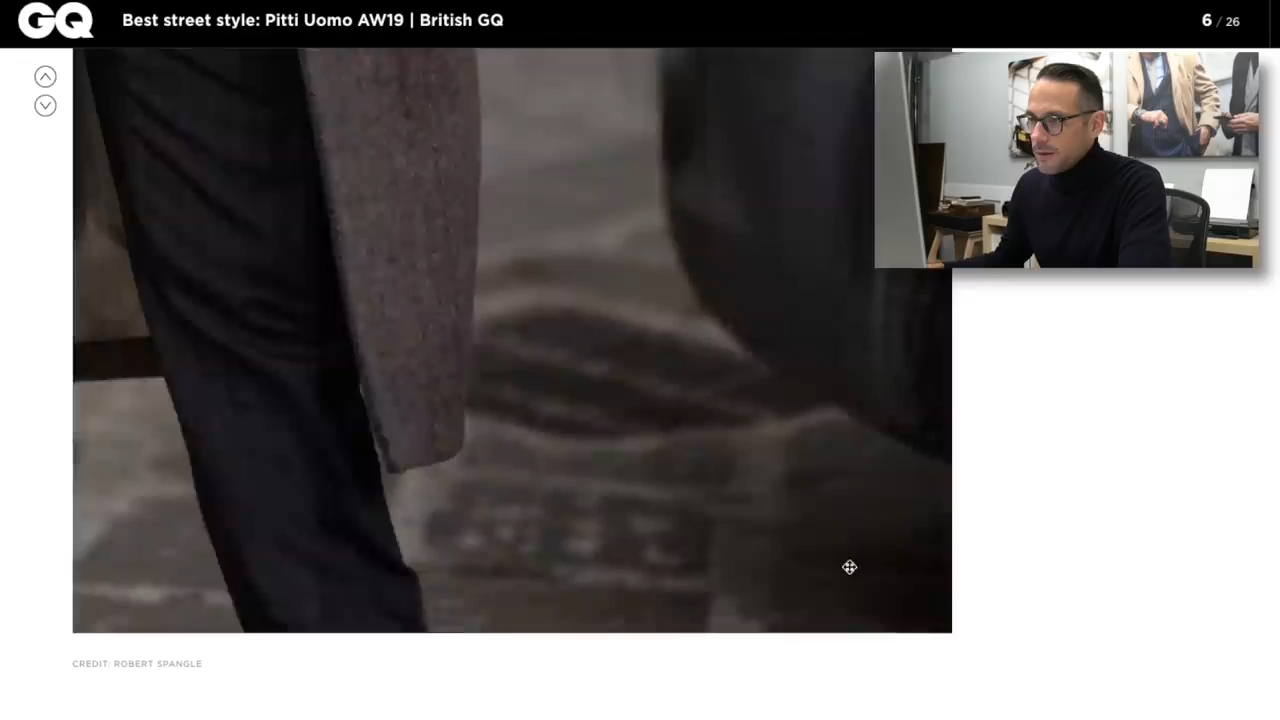 GQ
Best street style: Pitti Uomo AW19 | British GQ
6 / 26
CREDIT: ROBERT SPANGLE